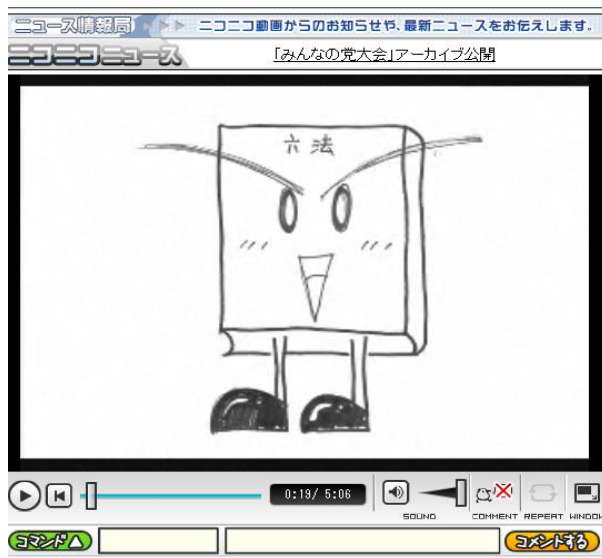 ニュース情報局 ニコニコ動画からのお知らせや、最新ニュースをお伝えします。
ニコニコニュース 「みんなの党大会」アーカイブ公開
六法
0:19/ 5:06
SOUND COMMENT REPEAT WINDOW
コマンド コメントする